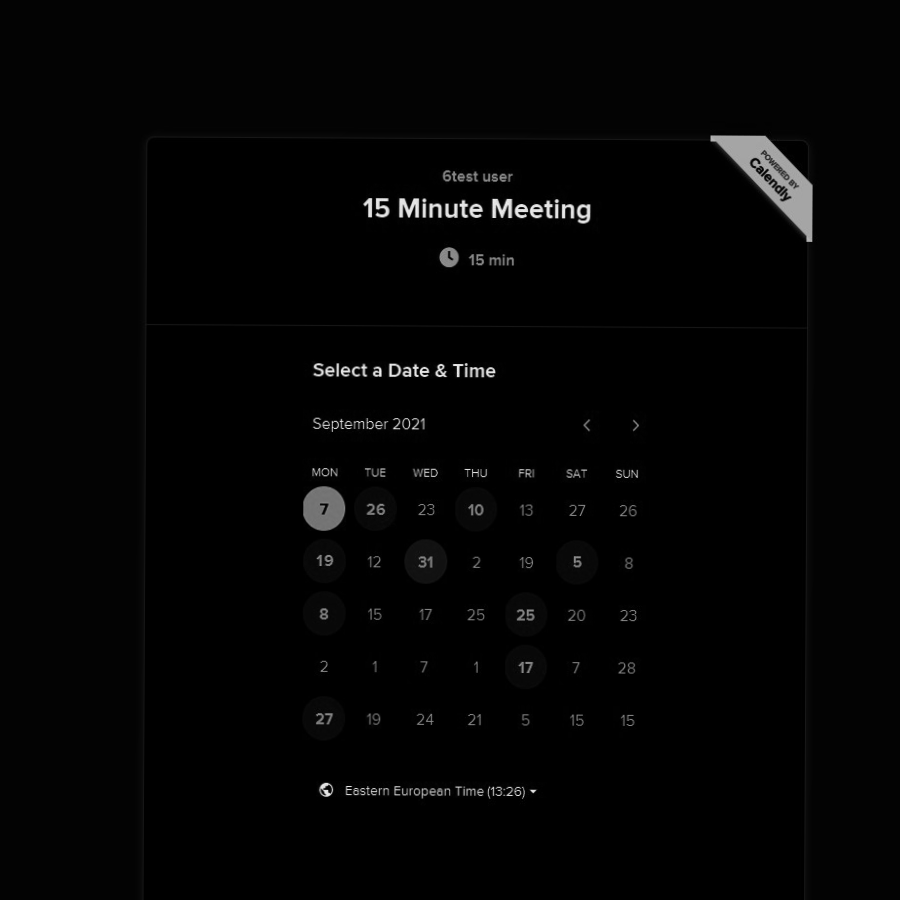 POWERED BY
Calendly
6test user
15 Minute Meeting
15 min
Select a Date & Time
September 2021
MON TUE WED THU FRI SAT SUN
7 26 23 10 13 27 26
19 12 31 2 19 5 8
8 15 17 25 25 20 23
2 1 7 1 17 7 28
27 19 24 21 5 15 15
Eastern European Time (13:26)